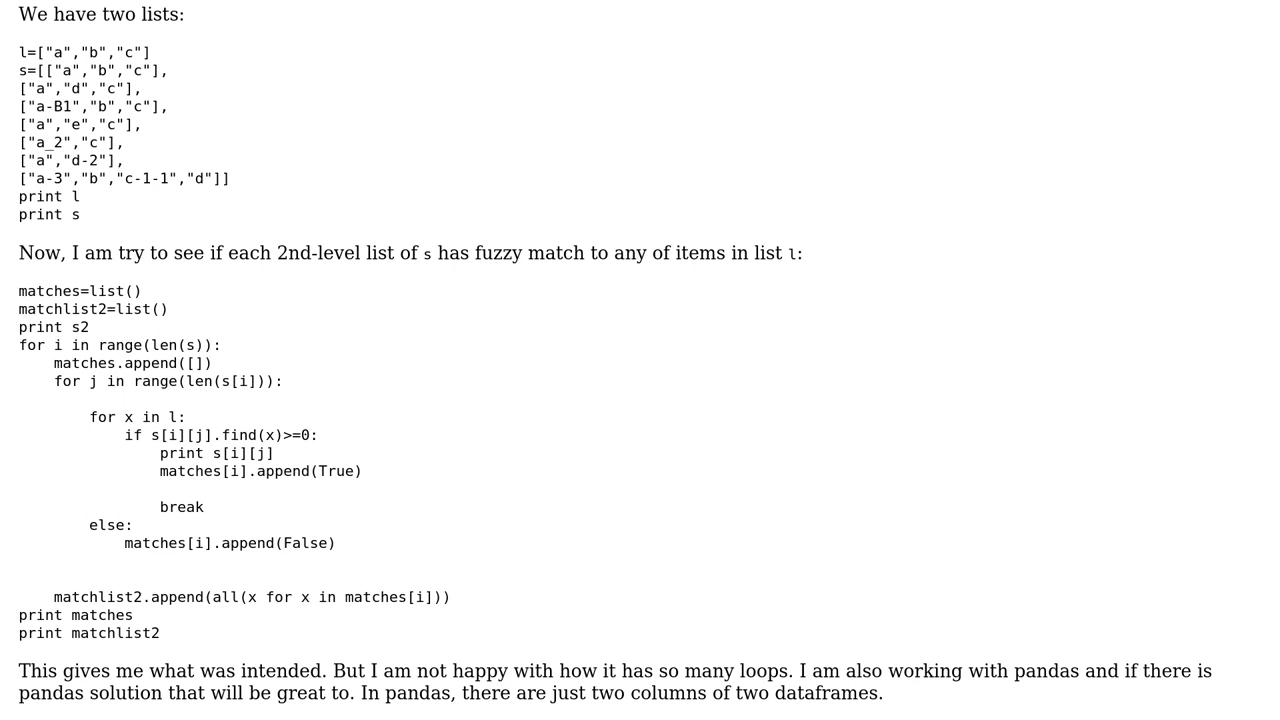 We have two lists:
l=["a","b","c"]
s=[["a","b","c"],
["a","d","c"],
["a-B1","b","c"],
["a","e","c"],
["a_2","c"],
["a","d-2"],
["a-3","b","c-1-1","d"]]
print l
print s
Now, I am try to see if each 2nd-level list of s has fuzzy match to any of items in list l:
matches=list()
matchlist2=list()
print s2
for i in range(len(s)):
    matches.append([])
    for j in range(len(s[i])):
        for x in l:
            if s[i][j].find(x)>=0:
                print s[i][j]
                matches[i].append(True)
                break
        else:
            matches[i].append(False)
    matchlist2.append(all(x for x in matches[i]))
print matches
print matchlist2
This gives me what was intended. But I am not happy with how it has so many loops. I am also working with pandas and if there is
pandas solution that will be great to. In pandas, there are just two columns of two dataframes.